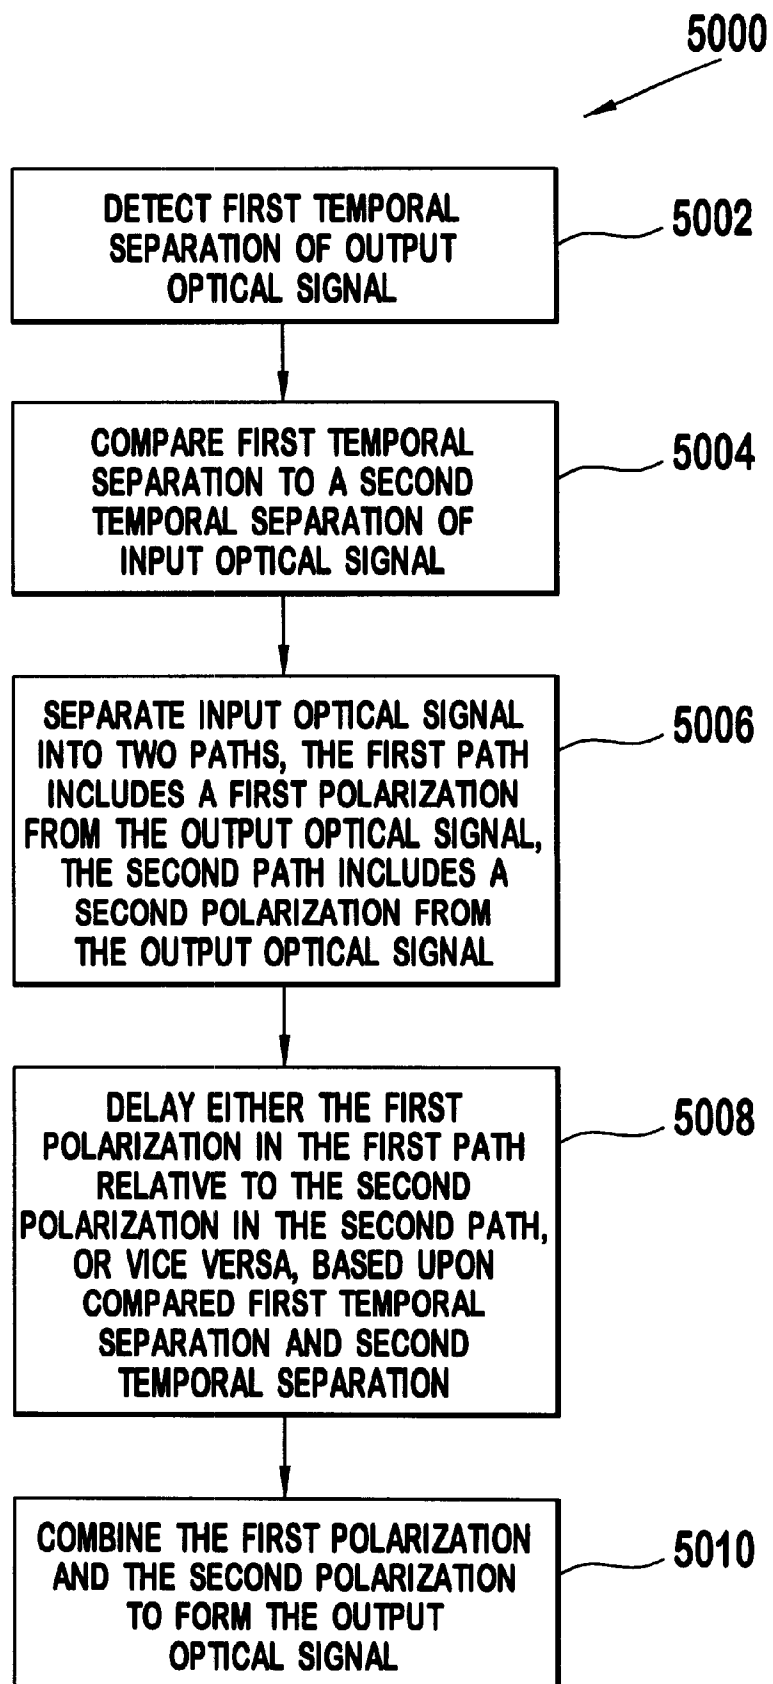 5000
DETECT FIRST TEMPORAL
SEPARATION OF OUTPUT
OPTICAL SIGNAL
5002
COMPARE FIRST TEMPORAL
SEPARATION TO A SECOND
TEMPORAL SEPARATION OF
INPUT OPTICAL SIGNAL
5004
SEPARATE INPUT OPTICAL SIGNAL
INTO TWO PATHS, THE FIRST PATH
INCLUDES A FIRST POLARIZATION
FROM THE OUTPUT OPTICAL SIGNAL,
THE SECOND PATH INCLUDES A
SECOND POLARIZATION FROM
THE OUTPUT OPTICAL SIGNAL
5006
DELAY EITHER THE FIRST
POLARIZATION IN THE FIRST PATH
RELATIVE TO THE SECOND
POLARIZATION IN THE SECOND PATH,
OR VICE VERSA, BASED UPON
COMPARED FIRST TEMPORAL
SEPARATION AND SECOND
TEMPORAL SEPARATION
5008
COMBINE THE FIRST POLARIZATION
AND THE SECOND POLARIZATION
TO FORM THE OUTPUT
OPTICAL SIGNAL
5010